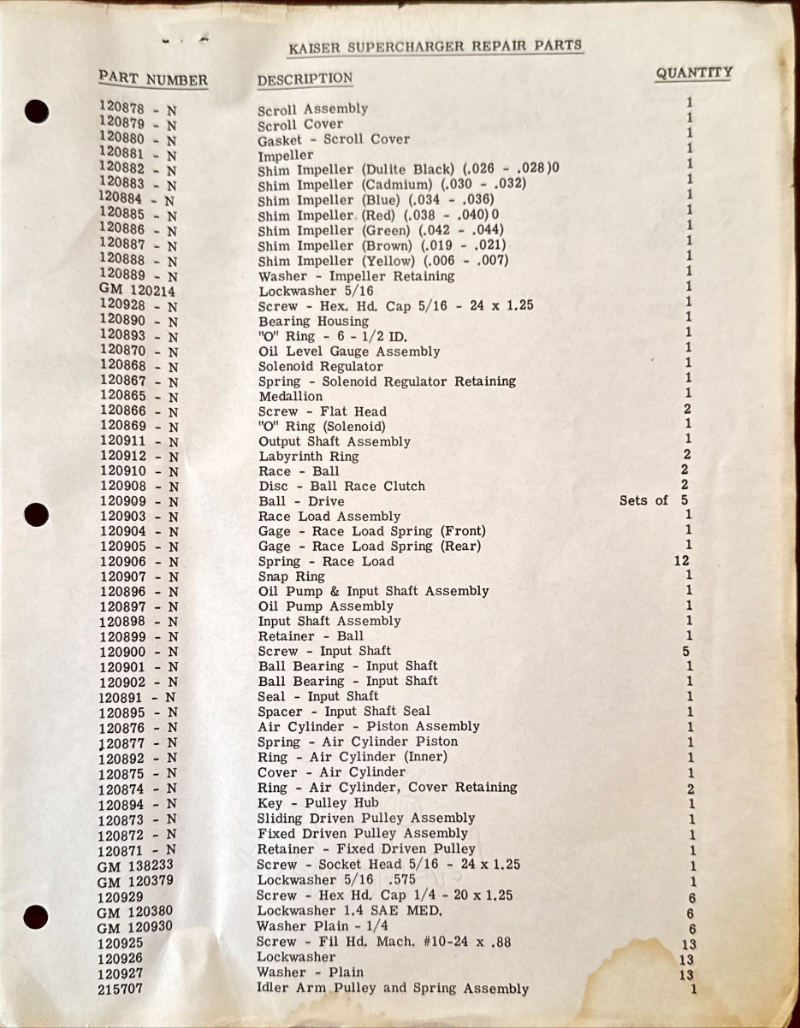 KAISER SUPERCHARGER REPAIR PARTS
PART NUMBER DESCRIPTION QUANTITY
120878 - N Scroll Assembly 1
120879 - N Scroll Cover 1
120880 - N Gasket - Scroll Cover 1
120881 - N Impeller 1
120882 - N Shim Impeller (Dulite Black) (.026 - .028)0 1
120883 - N Shim Impeller (Cadmium) (.030 - .032) 1
120884 - N Shim Impeller (Blue) (.034 - .036) 1
120885 - N Shim Impeller (Red) (.038 - .040)0 1
120886 - N Shim Impeller (Green) (.042 - .044) 1
120887 - N Shim Impeller (Brown) (.019 - .021) 1
120888 - N Shim Impeller (Yellow) (.006 - .007) 1
120889 - N Washer - Impeller Retaining 1
GM 120214 Lockwasher 5/16 1
120928 - N Screw - Hex. Hd. Cap 5/16 - 24 x 1.25 1
120890 - N Bearing Housing 1
120893 - N "O" Ring - 6 - 1/2 ID. 1
120870 - N Oil Level Gauge Assembly 1
120868 - N Solenoid Regulator 1
120867 - N Spring - Solenoid Regulator Retaining 1
120865 - N Medallion 1
120866 - N Screw - Flat Head 2
120869 - N "O" Ring (Solenoid) 1
120911 - N Output Shaft Assembly 1
120912 - N Labyrinth Ring 2
120910 - N Race - Ball 2
120908 - N Disc - Ball Race Clutch 2
120909 - N Ball - Drive Sets of 5
120903 - N Race Load Assembly 1
120904 - N Gage - Race Load Spring (Front) 1
120905 - N Gage - Race Load Spring (Rear) 1
120906 - N Spring - Race Load 12
120907 - N Snap Ring 1
120896 - N Oil Pump & Input Shaft Assembly 1
120897 - N Oil Pump Assembly 1
120898 - N Input Shaft Assembly 1
120899 - N Retainer - Ball 1
120900 - N Screw - Input Shaft 5
120901 - N Ball Bearing - Input Shaft 1
120902 - N Ball Bearing - Input Shaft 1
120891 - N Seal - Input Shaft 1
120895 - N Spacer - Input Shaft Seal 1
120876 - N Air Cylinder - Piston Assembly 1
120877 - N Spring - Air Cylinder Piston 1
120892 - N Ring - Air Cylinder (Inner) 1
120875 - N Cover - Air Cylinder 1
120874 - N Ring - Air Cylinder, Cover Retaining 2
120894 - N Key - Pulley Hub 1
120873 - N Sliding Driven Pulley Assembly 1
120872 - N Fixed Driven Pulley Assembly 1
120871 - N Retainer - Fixed Driven Pulley 1
GM 138233 Screw - Socket Head 5/16 - 24 x 1.25 1
GM 120379 Lockwasher 5/16 .575 1
120929 Screw - Hex Hd. Cap 1/4 - 20 x 1.25 6
GM 120380 Lockwasher 1.4 SAE MED. 6
GM 120930 Washer Plain - 1/4 6
120925 Screw - Fil Hd. Mach. #10-24 x .88 13
120926 Lockwasher 13
120927 Washer - Plain 13
215707 Idler Arm Pulley and Spring Assembly 1